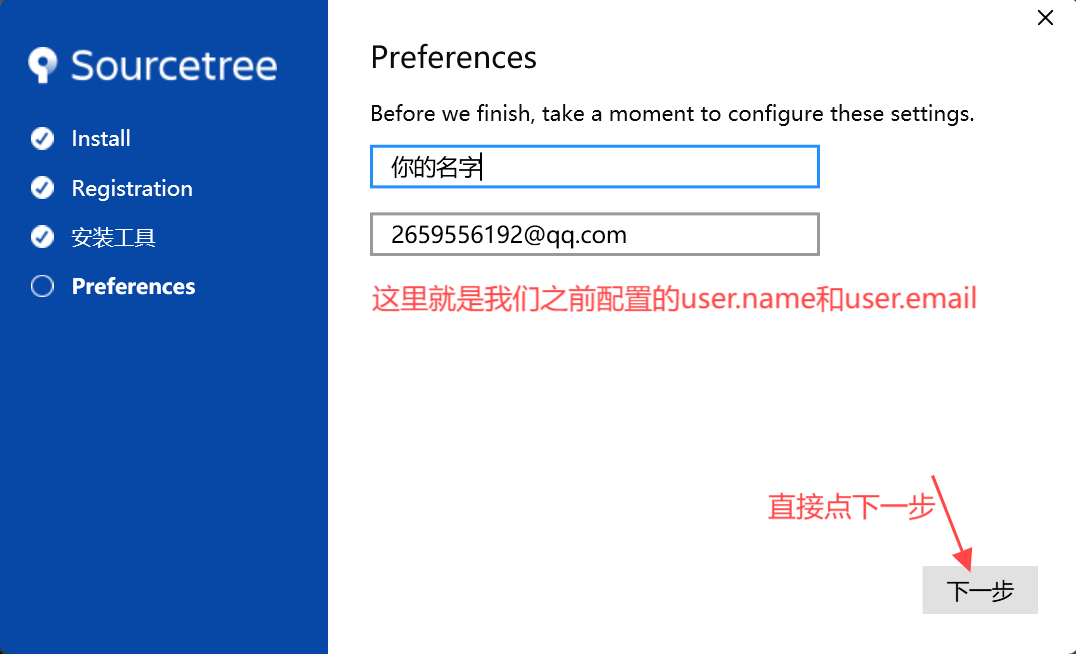 Sourcetree
Install
Registration
安装工具
Preferences
Preferences
Before we finish, take a moment to configure these settings.
你的名字
2659556192@qq.com
这里就是我们之前配置的user.name和user.email
直接点下一步
下一步